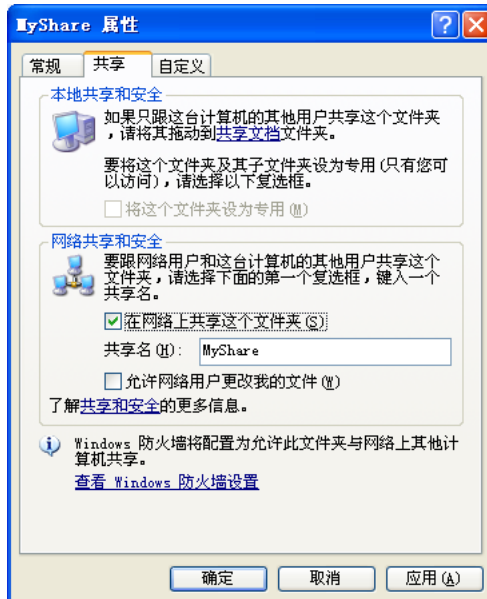 MyShare 属性
常规
共享
自定义
本地共享和安全
如果只跟这台计算机的其他用户共享这个文件夹
，请将其拖动到共享文档文件夹。
要将这个文件夹及其子文件夹设为专用(只有您可
以访问)，请选择以下复选框。
将这个文件夹设为专用(M)
网络共享和安全
要跟网络用户和这台计算机的其他用户共享这个
文件夹，请选择下面的第一个复选框，键入一个
共享名。
在网络上共享这个文件夹(S)
共享名(H):
MyShare
允许网络用户更改我的文件(W)
了解共享和安全的更多信息。
Windows 防火墙将配置为允许此文件夹与网络上其他计
算机共享。
查看 Windows 防火墙设置
确定
取消
应用(A)